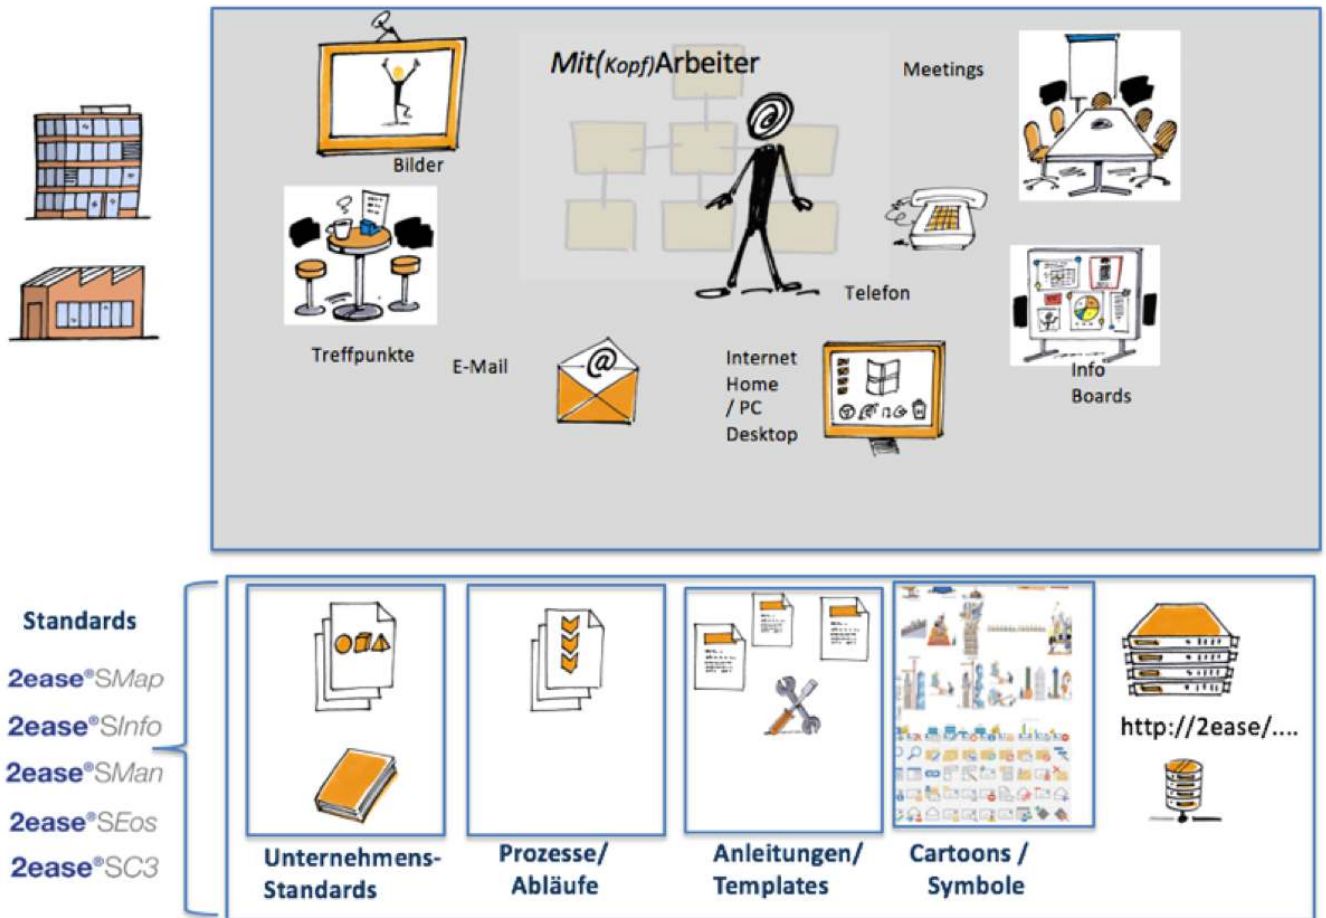 Mit(Kopf)Arbeiter
Meetings
Bilder
Telefon
Treffpunkte
E-Mail
@
Internet
Home
/ PC
Desktop
Info
Boards
Standards
2ease®SMap
2ease®SInfo
2ease®SMan
2ease®SEos
2ease®SC3
http://2ease/....
Unternehmens-
Standards
Prozesse/
Abläufe
Anleitungen/
Templates
Cartoons /
Symbole